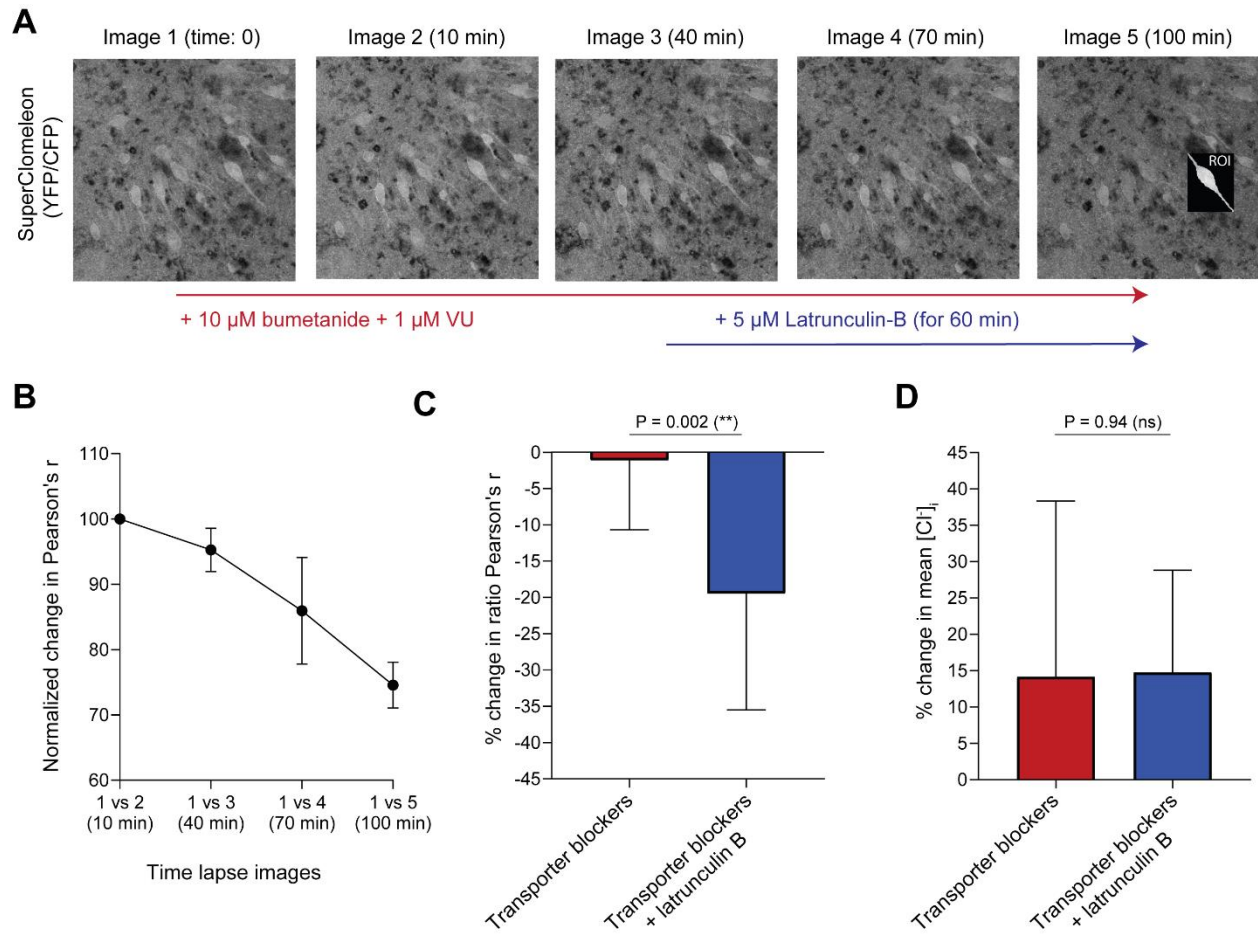 A
Image 1 (time: 0)
Image 2 (10 min)
Image 3 (40 min)
Image 4 (70 min)
Image 5 (100 min)
SuperClomeleon
(YFP/CFP)
ROI
+ 10 µM bumetanide + 1 µM VU
+ 5 µM Latrunculin-B (for 60 min)
B
Normalized change in Pearson's r
110
100
90
80
70
60
1 vs 2
(10 min)
1 vs 3
(40 min)
1 vs 4
(70 min)
1 vs 5
(100 min)
Time lapse images
C
P = 0.002 (**)
% change in ratio Pearson's r
0
-5
-10
-15
-20
-25
-30
-35
-40
-45
Transporter blockers
Transporter blockers
+ latrunculin B
D
P = 0.94 (ns)
% change in mean [Cl⁻]ᵢ
45
40
35
30
25
20
15
10
5
0
Transporter blockers
Transporter blockers
+ latrunculin B